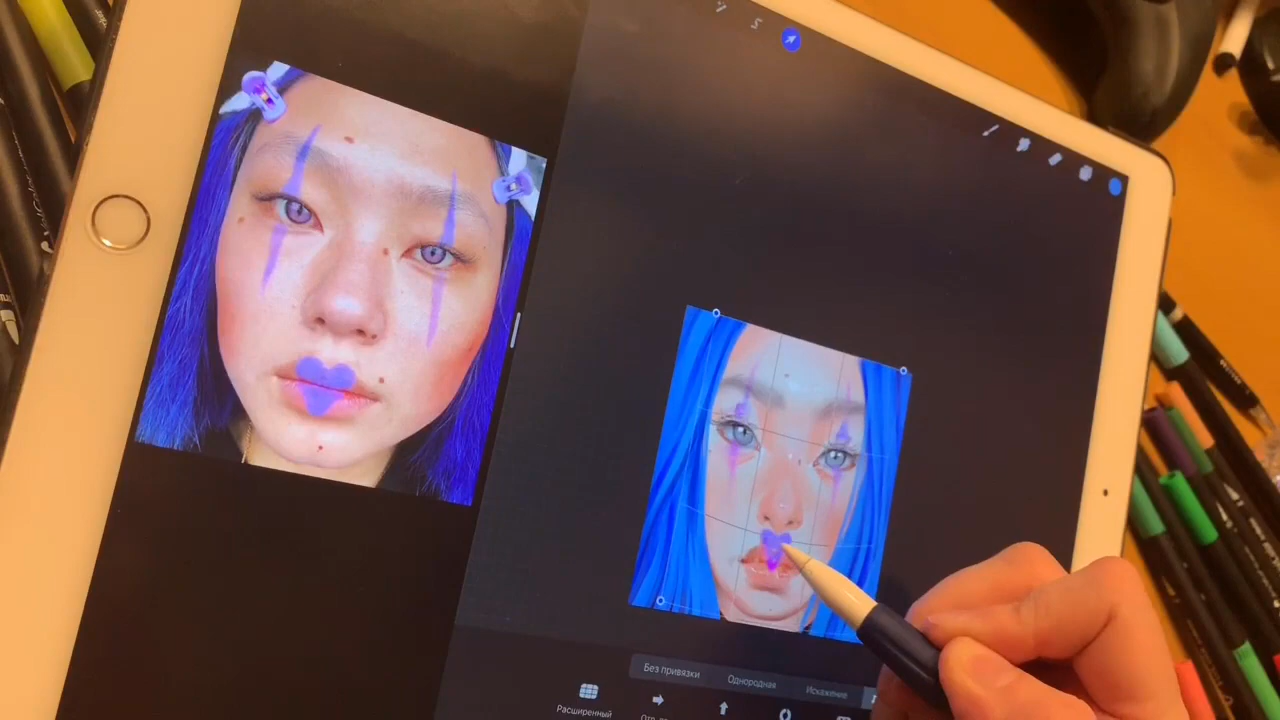 Без привязки
Однородная
Искажение
Расширенный